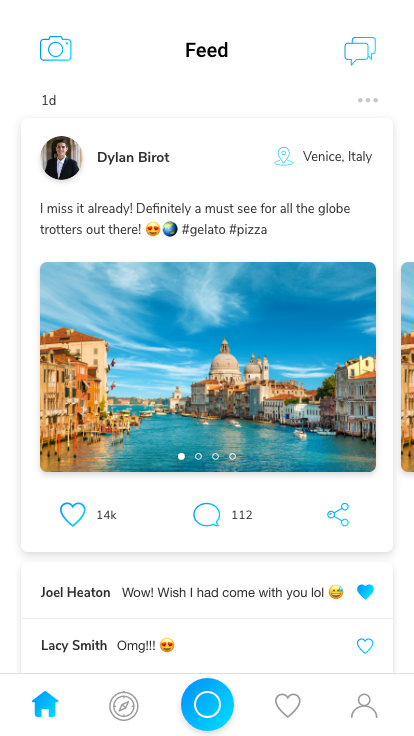 Feed
1d
Dylan Birot
Venice, Italy
I miss it already! Definitely a must see for all the globe
trotters out there! 😍🌏 #gelato #pizza
14k
112
Joel Heaton Wow! Wish I had come with you lol 😅
Lacy Smith Omg!!! 😍